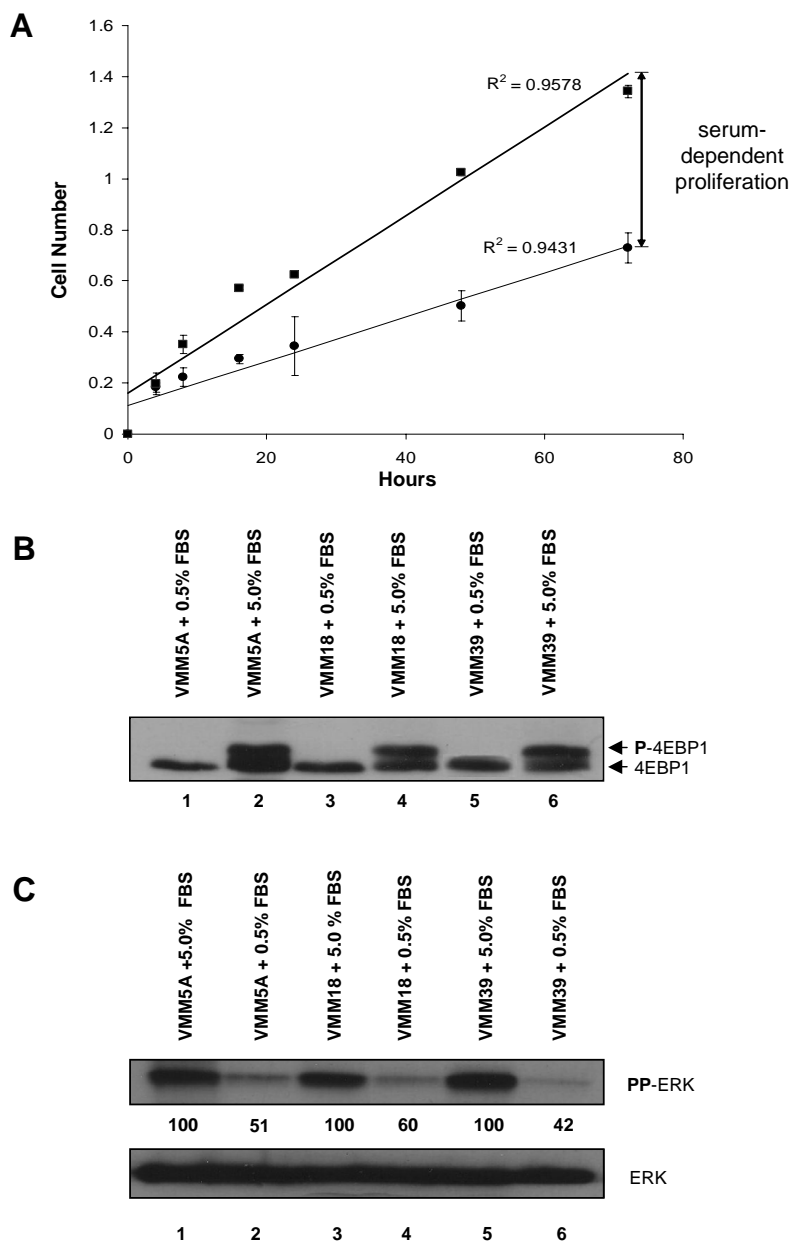 A
1.6
1.4
1.2
1
0.8
0.6
0.4
0.2
0
Cell Number
R² = 0.9578
R² = 0.9431
serum-
dependent
proliferation
0 20 40 60 80
Hours
B
VMM5A + 0.5% FBS
VMM5A + 5.0% FBS
VMM18 + 0.5% FBS
VMM18 + 5.0% FBS
VMM39 + 0.5% FBS
VMM39 + 5.0% FBS
P-4EBP1
4EBP1
1 2 3 4 5 6
C
VMM5A +5.0% FBS
VMM5A + 0.5% FBS
VMM18 + 5.0 % FBS
VMM18 + 0.5% FBS
VMM39 + 5.0% FBS
VMM39 + 0.5% FBS
PP-ERK
100 51 100 60 100 42
ERK
1 2 3 4 5 6